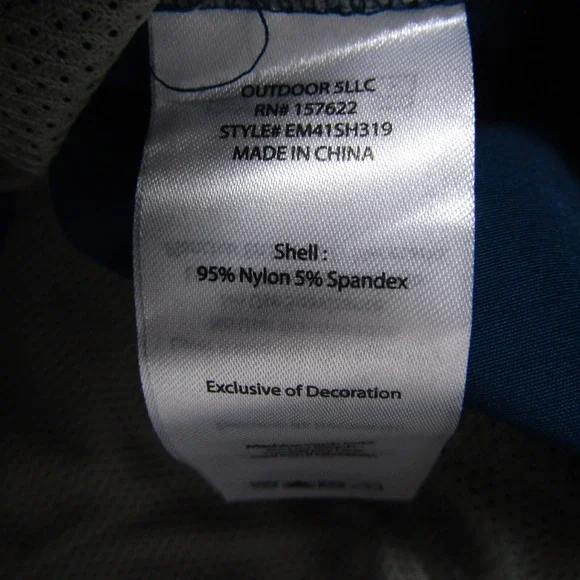 OUTDOOR 5LLC
RN# 157622
STYLE# EM41SH319
MADE IN CHINA
Shell :
95% Nylon 5% Spandex
Exclusive of Decoration